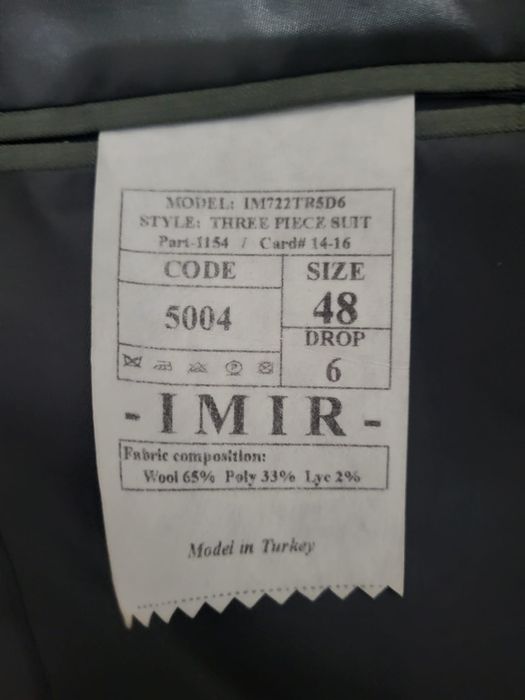 MODEL: IM722TR5D6
STYLE: THREE PIECE SUIT
Part-1154 / Card# 14-16
CODE
SIZE
5004
48
DROP
6
-IMIR-
Fabric composition:
Wool 65% Poly 33% Lyc 2%
Model in Turkey